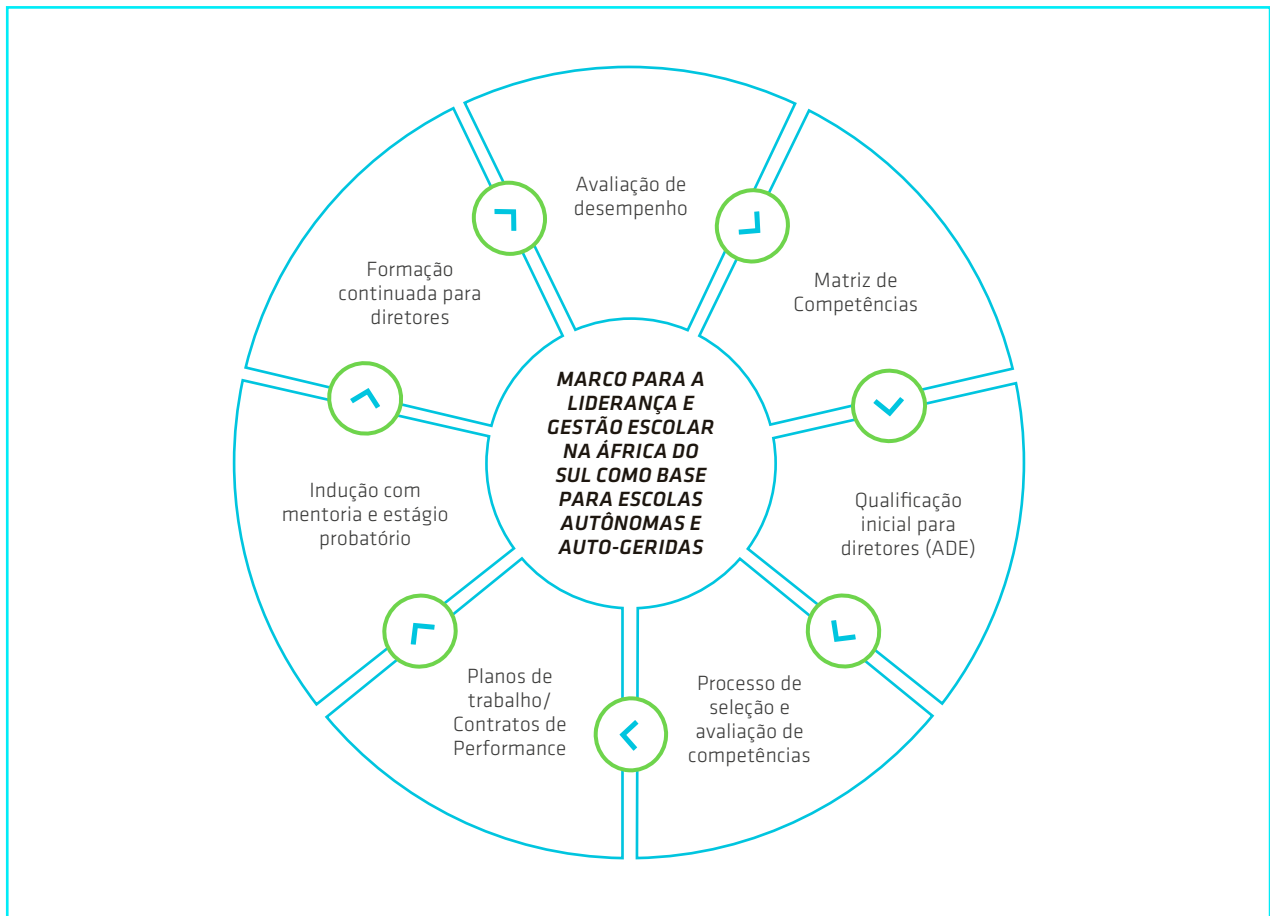 Avaliação de
desempenho
Matriz de
Competências
Qualificação
inicial para
diretores (ADE)
Processo de
seleção e
avaliação de
competências
Planos de
trabalho/
Contratos de
Performance
Indução com
mentoria e estágio
probatório
Formação
continuada para
diretores
MARCO PARA A
LIDERANÇA E
GESTÃO ESCOLAR
NA ÁFRICA DO
SUL COMO BASE
PARA ESCOLAS
AUTÔNOMAS E
AUTO-GERIDAS